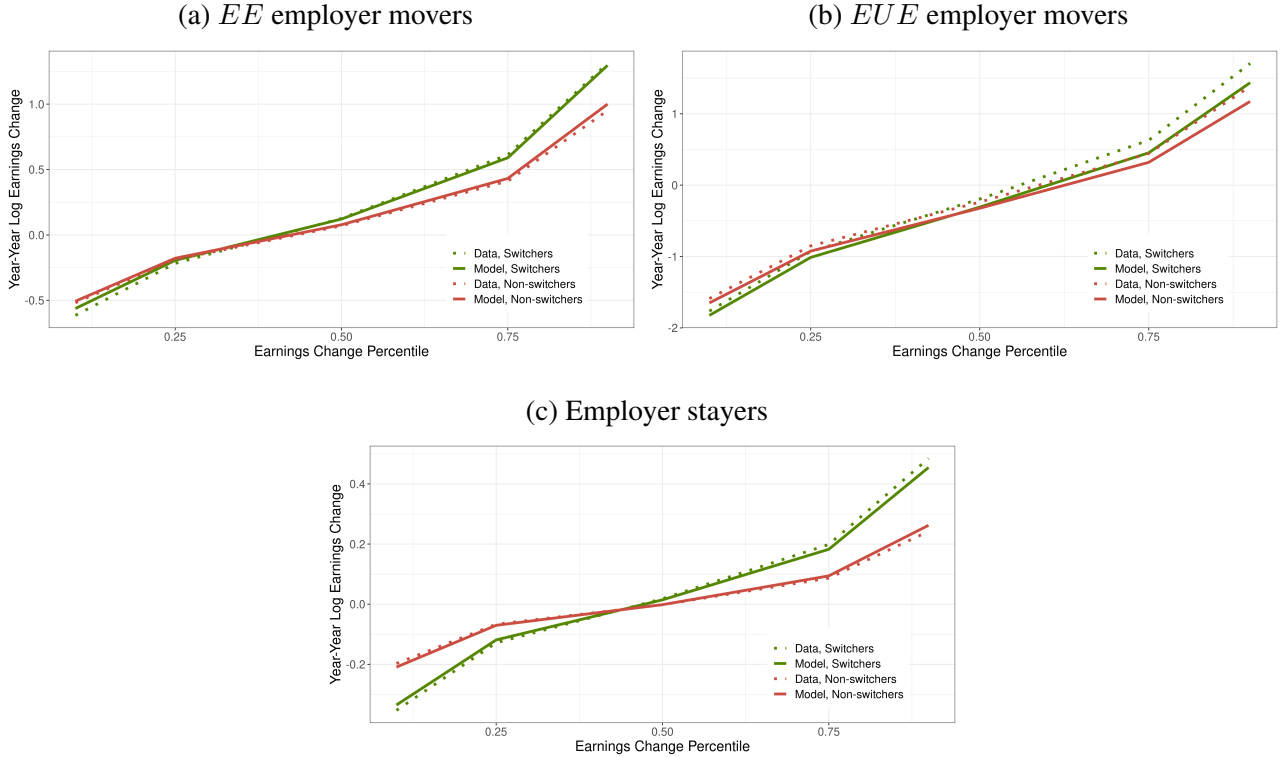 (a) EE employer movers
Year-Year Log Earnings Change
1.0
0.5
0.0
-0.5
0.25
0.50
0.75
Earnings Change Percentile
Data, Switchers
Model, Switchers
Data, Non-switchers
Model, Non-switchers
(b) EUE employer movers
Year-Year Log Earnings Change
1
0
-1
-2
0.25
0.50
0.75
Earnings Change Percentile
Data, Switchers
Model, Switchers
Data, Non-switchers
Model, Non-switchers
(c) Employer stayers
Year-Year Log Earnings Change
0.4
0.2
0.0
-0.2
0.25
0.50
0.75
Earnings Change Percentile
Data, Switchers
Model, Switchers
Data, Non-switchers
Model, Non-switchers